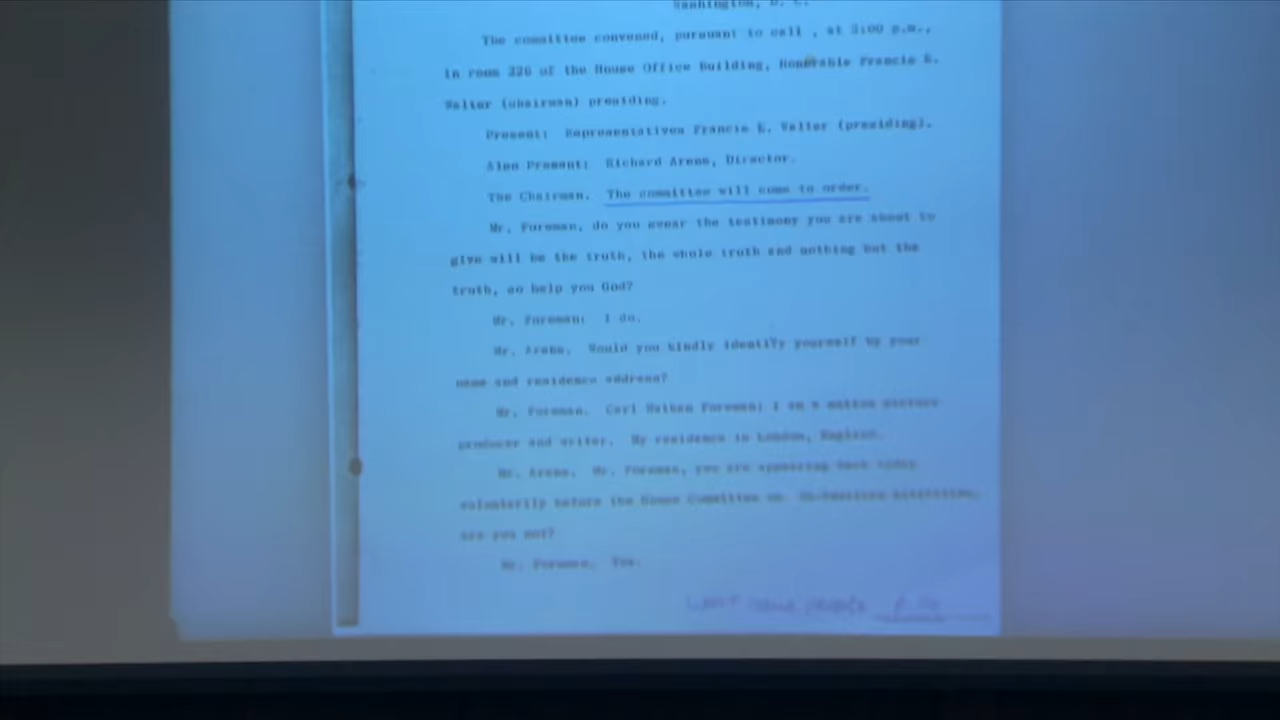 Washington, D. C.
The committee convened, pursuant to call , at 3:00 p.m.,
in room 226 of the House Office Building, Honorable Francis E.
Walter (chairman) presiding.
Present: Representatives Francis E. Walter (presiding).
Also Present: Richard Arens, Director.
The Chairman. The committee will come to order.
Mr. Foreman, do you swear the testimony you are about to
give will be the truth, the whole truth and nothing but the
truth, so help you God?
Mr. Foreman: I do.
Mr. Arens. Would you kindly identify yourself by your
name and residence address?
Mr. Foreman. Carl Foreman; I am a motion picture
producer and writer. My residence is London, England.
Mr. Arens. Mr. Foreman, you are appearing here today
voluntarily before the House Committee on Un-American Activities,
are you not?
Mr. Foreman. Yes.